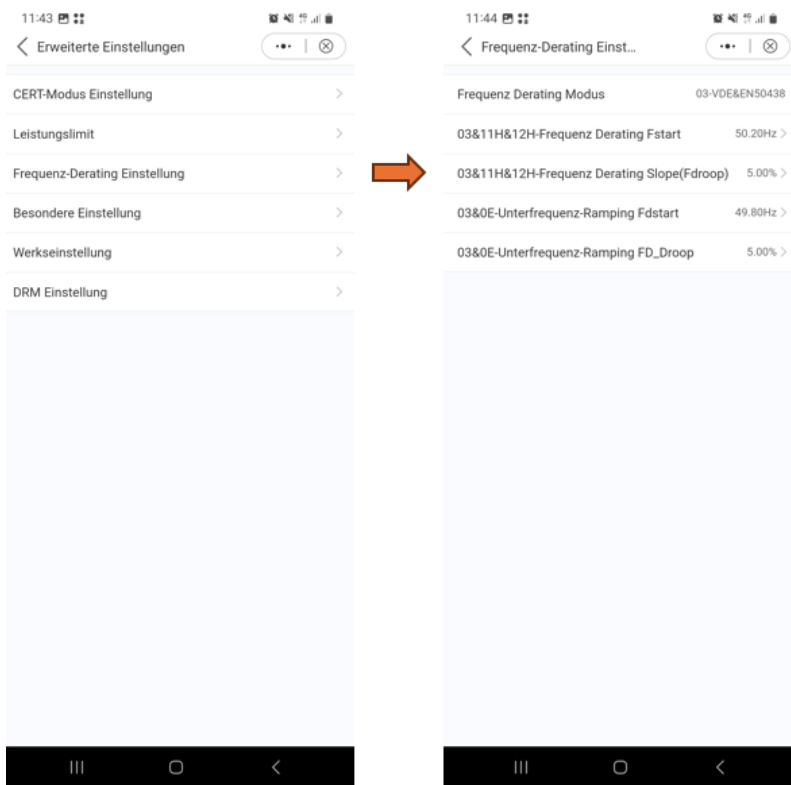 11:43
Erweiterte Einstellungen
CERT-Modus Einstellung
Leistungslimit
Frequenz-Derating Einstellung
Besondere Einstellung
Werkseinstellung
DRM Einstellung
11:44
Frequenz-Derating Einst...
Frequenz Derating Modus 03-VDE&EN50438
03&11H&12H-Frequenz Derating Fstart 50.20Hz
03&11H&12H-Frequenz Derating Slope(Fdroop) 5.00%
03&0E-Unterfrequenz-Ramping Fdstart 49.80Hz
03&0E-Unterfrequenz-Ramping FD_Droop 5.00%